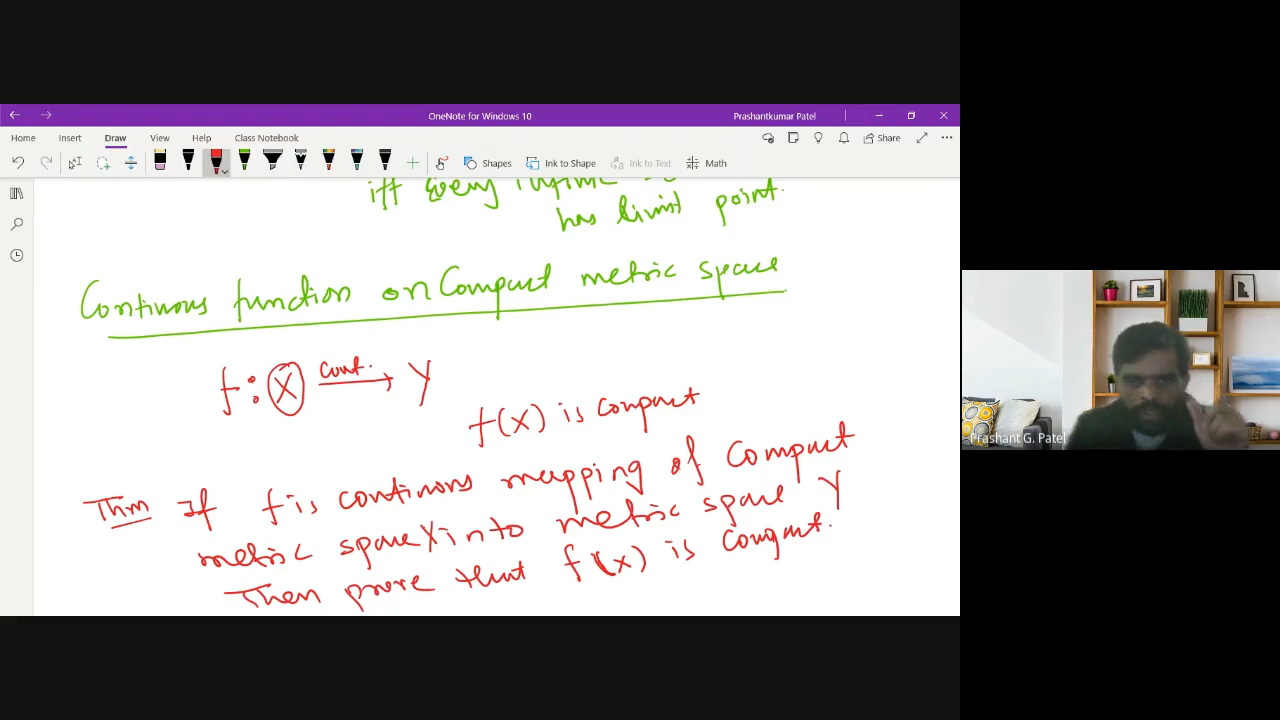 OneNote for Windows 10
Prashantkumar Patel
Home Insert Draw View Help Class Notebook
Share
Shapes Ink to Shape Ink to Text Math
iff every
has limit point.
Continuous function on Compact metric space
f : X cont. → Y
f(X) is compact
Thm If f is continuous mapping of Compact
metric space X into metric space Y
Then prove that f(X) is compact.
Prashant G. Patel